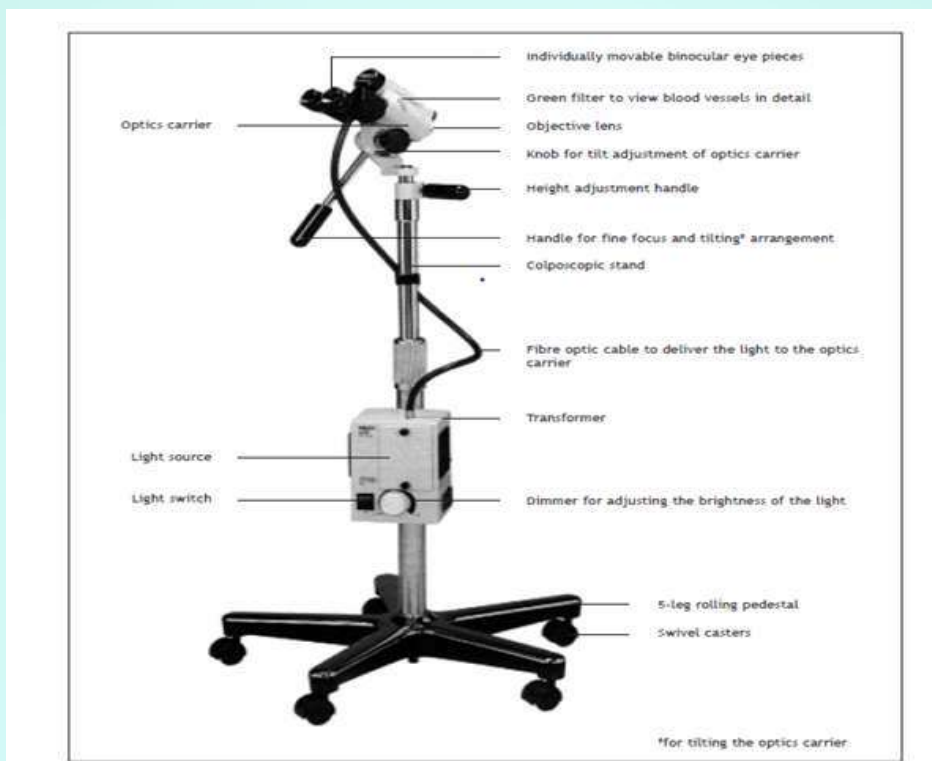 Individually movable binocular eye pieces
Green filter to view blood vessels in detail
Optics carrier
Objective lens
Knob for tilt adjustment of optics carrier
Height adjustment handle
Handle for fine focus and tilting* arrangement
Colposcopic stand
Fibre optic cable to deliver the light to the optics
carrier
Transformer
Light source
Light switch
Dimmer for adjusting the brightness of the light
5-leg rolling pedestal
Swivel casters
*for tilting the optics carrier